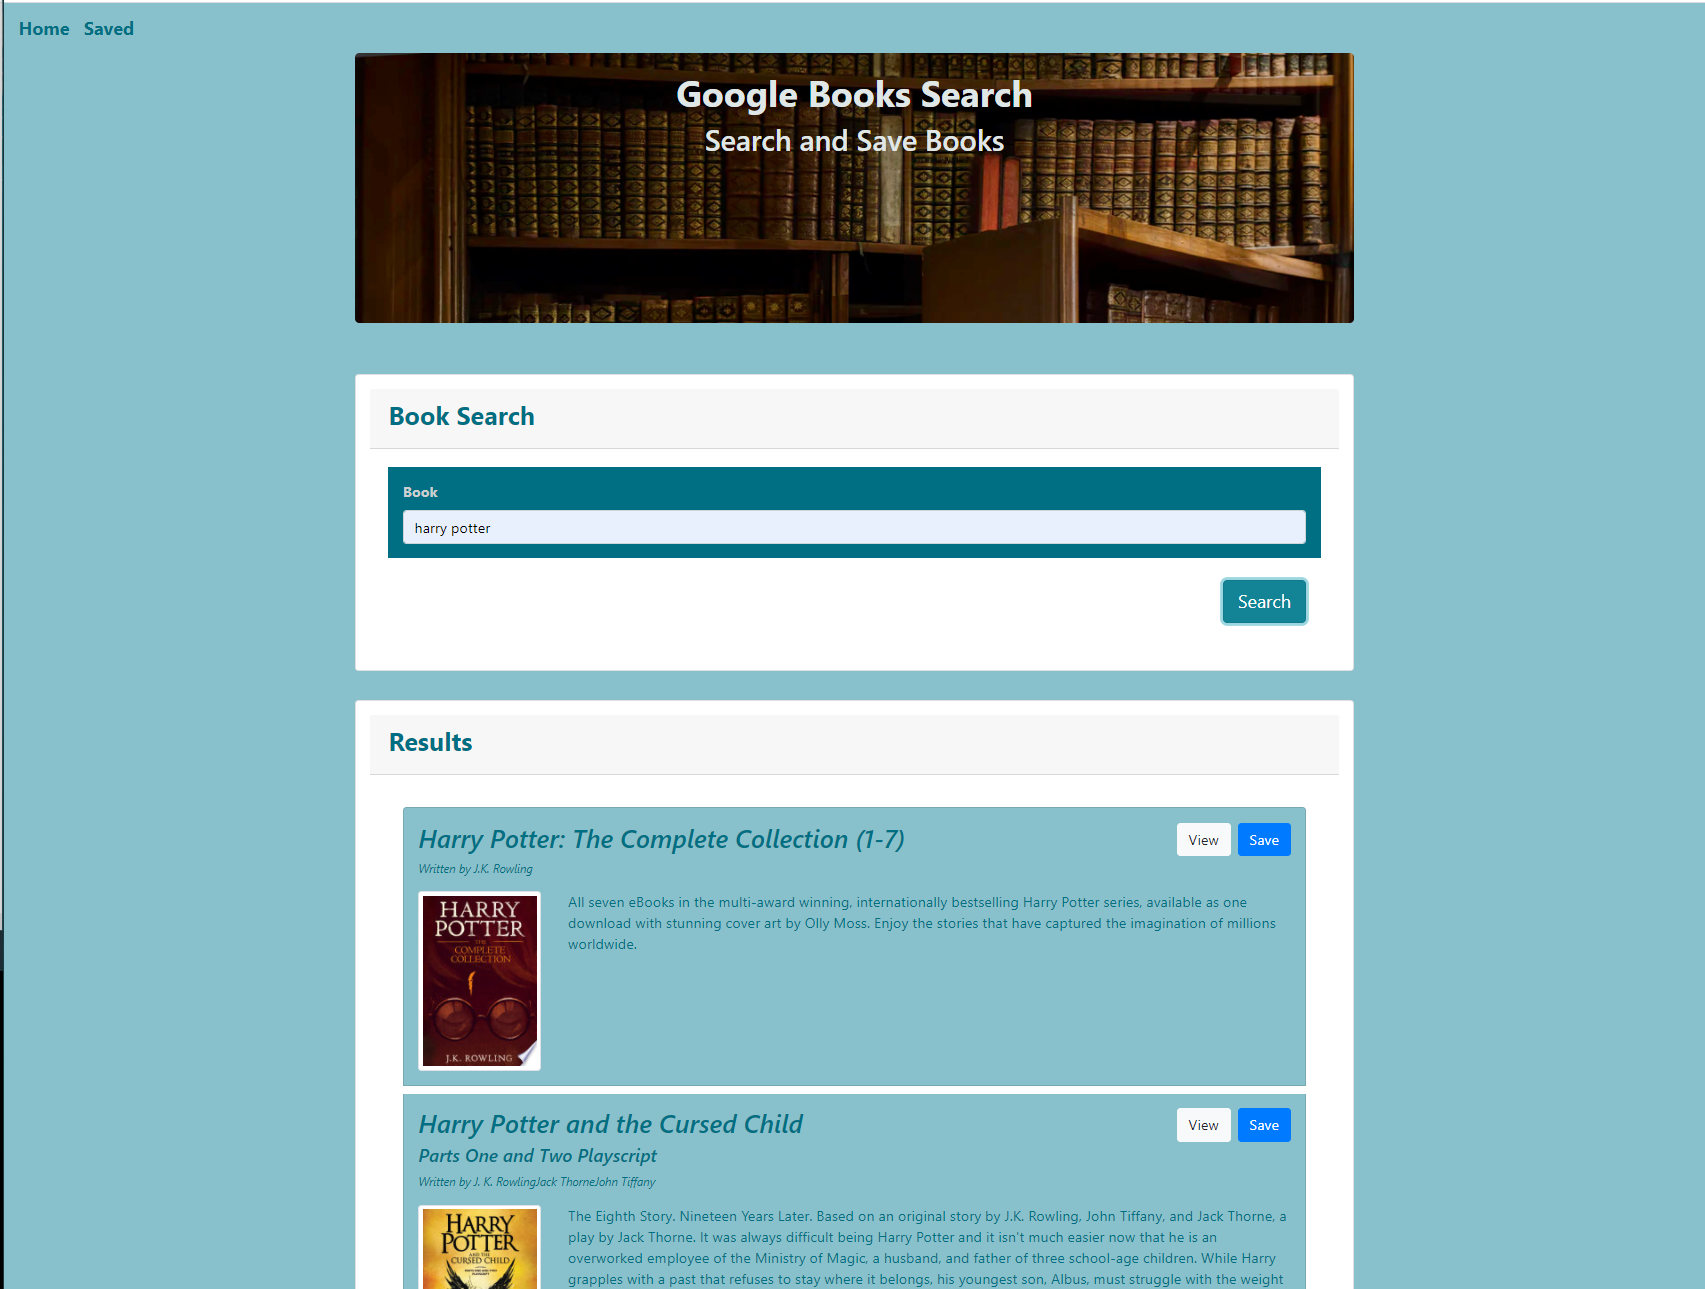 Home Saved
Google Books Search
Search and Save Books
Book Search
Book
harry potter
Search
Results
Harry Potter: The Complete Collection (1-7)
View Save
Written by J.K. Rowling
HARRY
POTTER
THE
COMPLETE
COLLECTION
J.K. ROWLING
All seven eBooks in the multi-award winning, internationally bestselling Harry Potter series, available as one
download with stunning cover art by Olly Moss. Enjoy the stories that have captured the imagination of millions
worldwide.
Harry Potter and the Cursed Child
View Save
Parts One and Two Playscript
Written by J. K. RowlingJack ThorneJohn Tiffany
HARRY
POTTER
AND THE
CURSED CHILD
The Eighth Story. Nineteen Years Later. Based on an original story by J.K. Rowling, John Tiffany, and Jack Thorne, a
play by Jack Thorne. It was always difficult being Harry Potter and it isn't much easier now that he is an
overworked employee of the Ministry of Magic, a husband, and father of three school-age children. While Harry
grapples with a past that refuses to stay where it belongs, his youngest son, Albus, must struggle with the weight